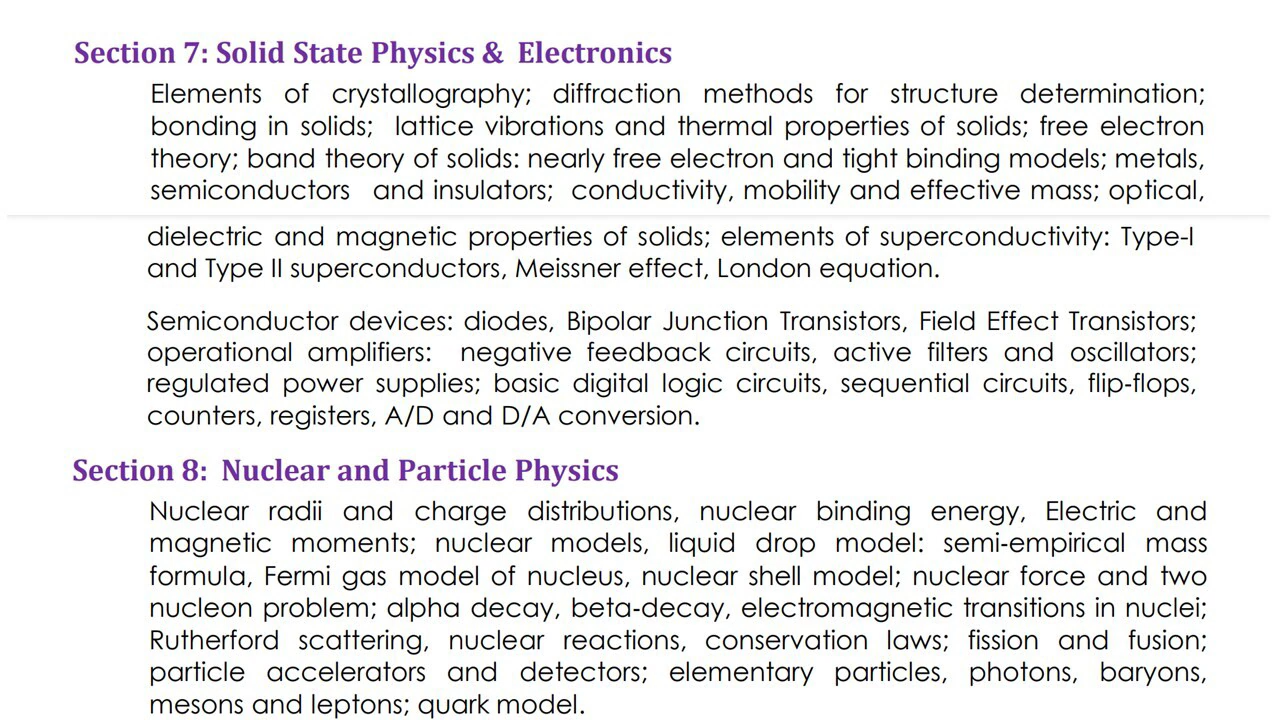 Section 7: Solid State Physics & Electronics
Elements of crystallography; diffraction methods for structure determination;
bonding in solids; lattice vibrations and thermal properties of solids; free electron
theory; band theory of solids: nearly free electron and tight binding models; metals,
semiconductors and insulators; conductivity, mobility and effective mass; optical,
dielectric and magnetic properties of solids; elements of superconductivity: Type-I
and Type II superconductors, Meissner effect, London equation.
Semiconductor devices: diodes, Bipolar Junction Transistors, Field Effect Transistors;
operational amplifiers: negative feedback circuits, active filters and oscillators;
regulated power supplies; basic digital logic circuits, sequential circuits, flip-flops,
counters, registers, A/D and D/A conversion.
Section 8: Nuclear and Particle Physics
Nuclear radii and charge distributions, nuclear binding energy, Electric and
magnetic moments; nuclear models, liquid drop model: semi-empirical mass
formula, Fermi gas model of nucleus, nuclear shell model; nuclear force and two
nucleon problem; alpha decay, beta-decay, electromagnetic transitions in nuclei;
Rutherford scattering, nuclear reactions, conservation laws; fission and fusion;
particle accelerators and detectors; elementary particles, photons, baryons,
mesons and leptons; quark model.